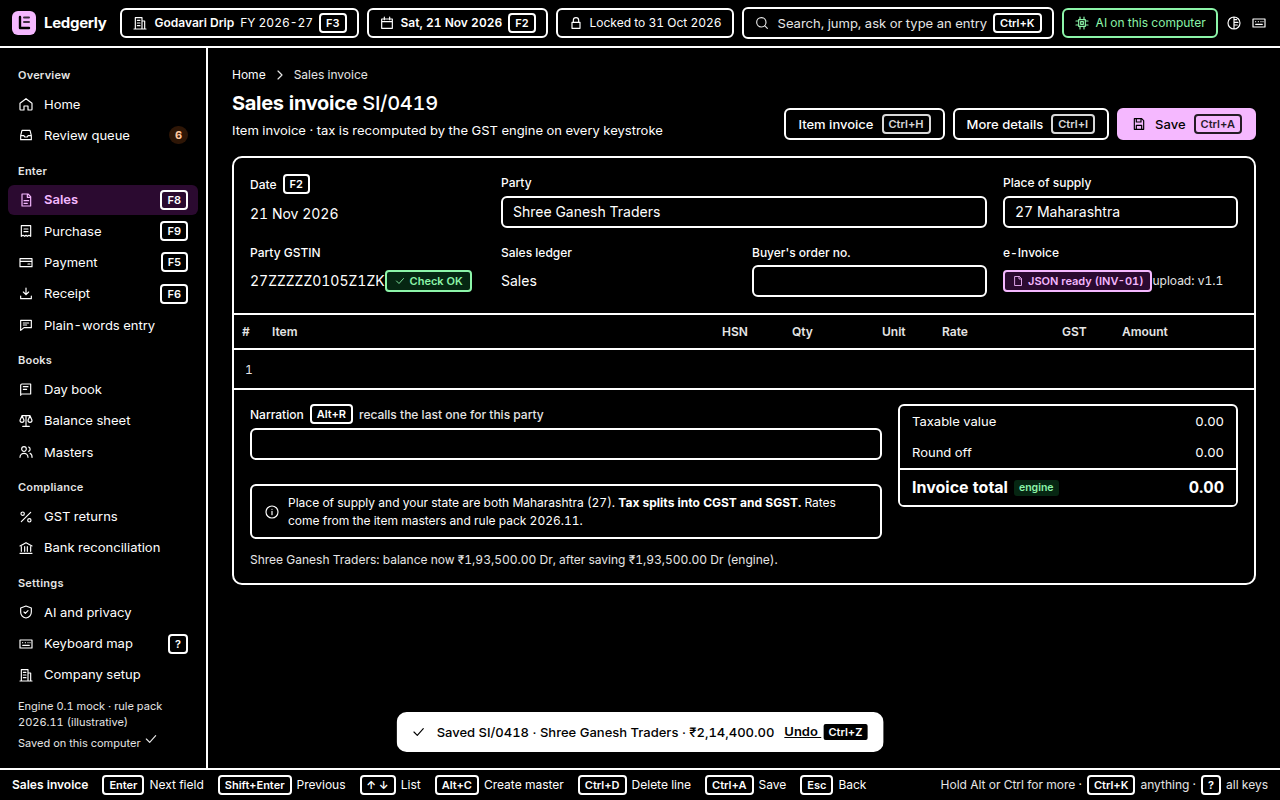 Ledgerly
Godavari Drip FY 2026-27 F3
Sat, 21 Nov 2026 F2
Locked to 31 Oct 2026
Search, jump, ask or type an entry Ctrl+K
AI on this computer
Overview
Home
Review queue 6
Enter
Sales F8
Purchase F9
Payment F5
Receipt F6
Plain-words entry
Books
Day book
Balance sheet
Masters
Compliance
GST returns
Bank reconciliation
Settings
AI and privacy
Keyboard map ?
Company setup
Engine 0.1 mock · rule pack
2026.11 (illustrative)
Saved on this computer
Home > Sales invoice
Sales invoice SI/0419
Item invoice · tax is recomputed by the GST engine on every keystroke
Item invoice Ctrl+H
More details Ctrl+I
Save Ctrl+A
Date F2
Party
Place of supply
21 Nov 2026
Shree Ganesh Traders
27 Maharashtra
Party GSTIN
Sales ledger
Buyer's order no.
e-Invoice
27ZZZZZ0105Z1ZK Check OK
Sales
JSON ready (INV-01) upload: v1.1
# Item HSN Qty Unit Rate GST Amount
1
Narration Alt+R recalls the last one for this party
Place of supply and your state are both Maharashtra (27). Tax splits into CGST and SGST. Rates
come from the item masters and rule pack 2026.11.
Shree Ganesh Traders: balance now ₹1,93,500.00 Dr, after saving ₹1,93,500.00 Dr (engine).
Taxable value 0.00
Round off 0.00
Invoice total engine 0.00
Saved SI/0418 · Shree Ganesh Traders · ₹2,14,400.00 Undo Ctrl+Z
Sales invoice Enter Next field Shift+Enter Previous ↑↓ List Alt+C Create master Ctrl+D Delete line Ctrl+A Save Esc Back Hold Alt or Ctrl for more · Ctrl+K anything · ? all keys